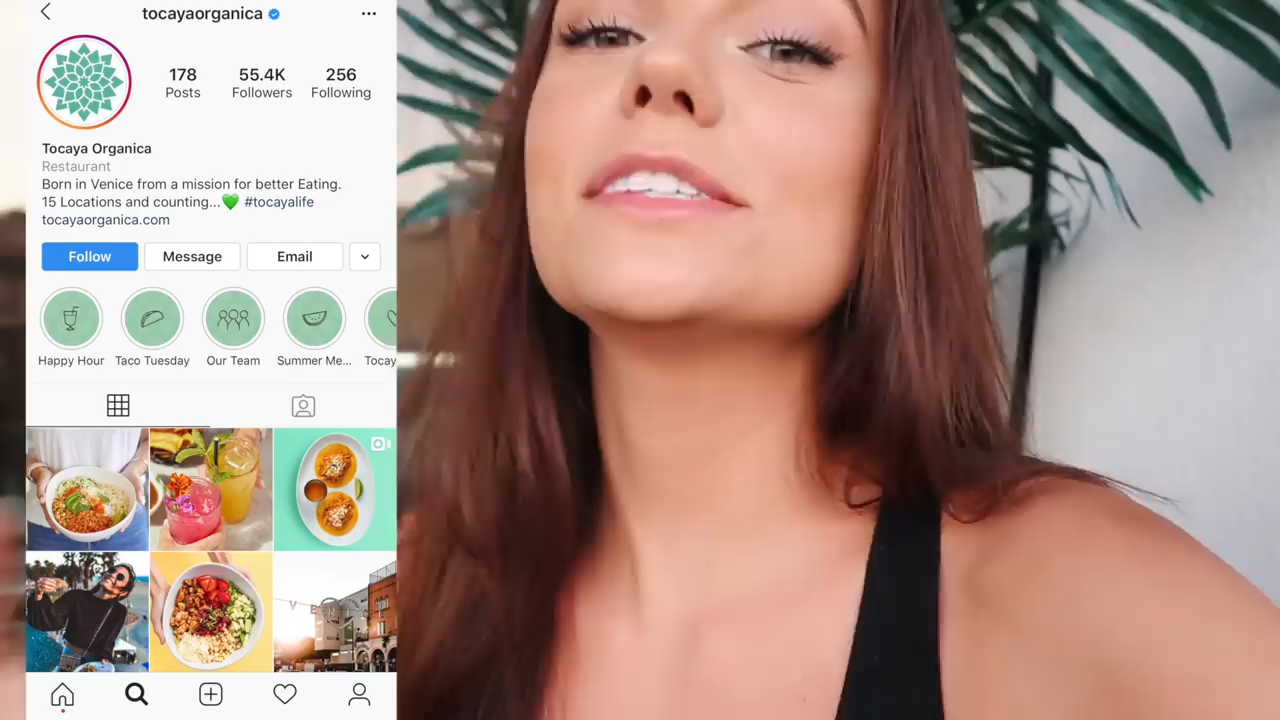 tocayaorganica
178
55.4K
256
Posts
Followers
Following
Tocaya Organica
Restaurant
Born in Venice from a mission for better Eating.
15 Locations and counting...💚 #tocayalife
tocayaorganica.com
Follow
Message
Email
Happy Hour
Taco Tuesday
Our Team
Summer Me...
Tocay